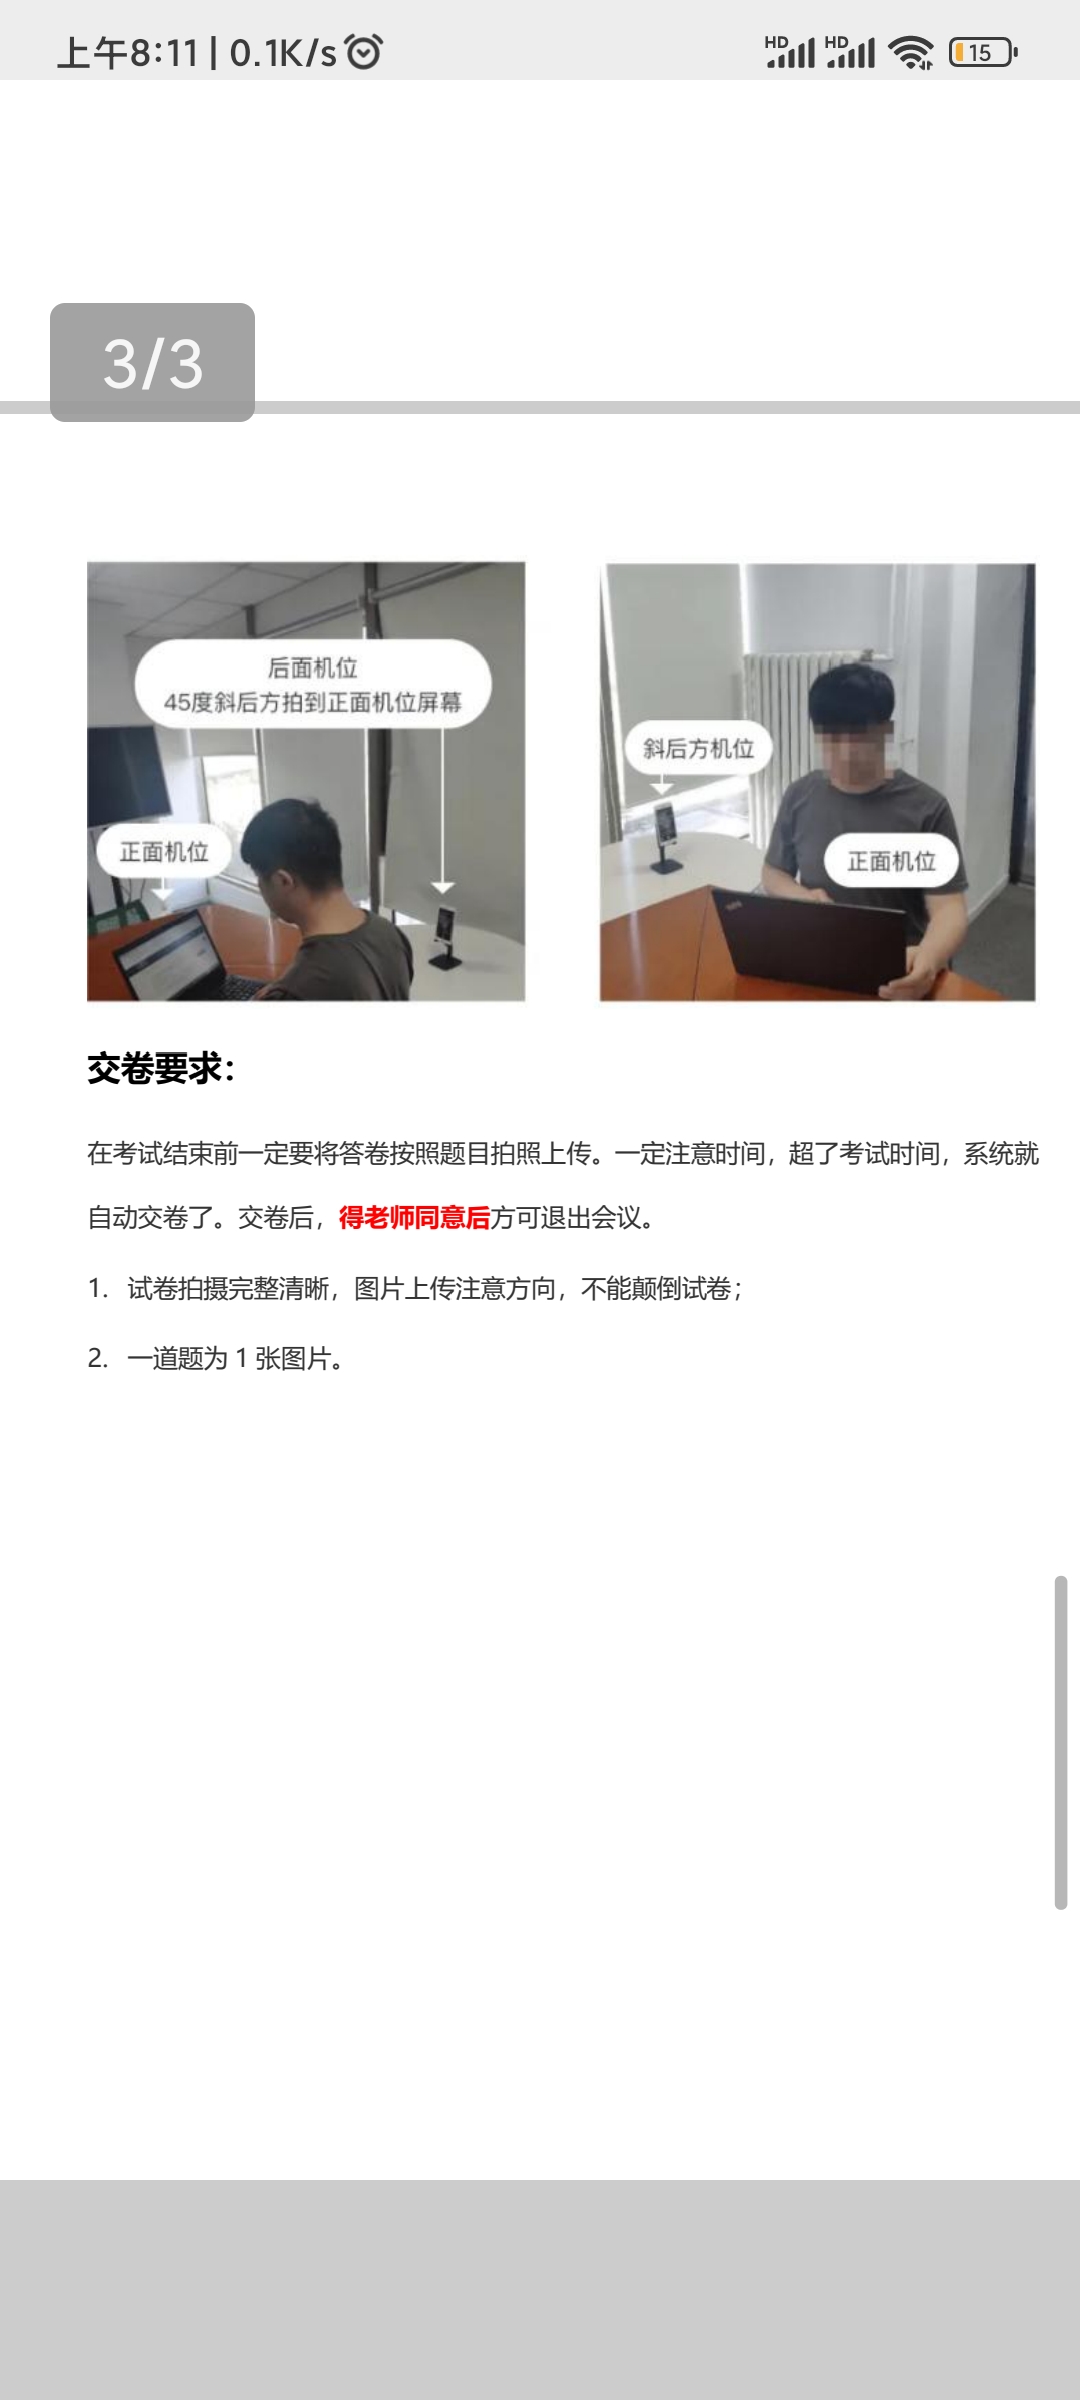 上午8:11 | 0.1K/s
HD HD 15
3/3
后面机位
45度斜后方拍到正面机位屏幕
正面机位
斜后方机位
正面机位
交卷要求：
在考试结束前一定要将答卷按照题目拍照上传。一定注意时间，超了考试时间，系统就
自动交卷了。交卷后，得老师同意后方可退出会议。
1. 试卷拍摄完整清晰，图片上传注意方向，不能颠倒试卷；
2. 一道题为 1 张图片。